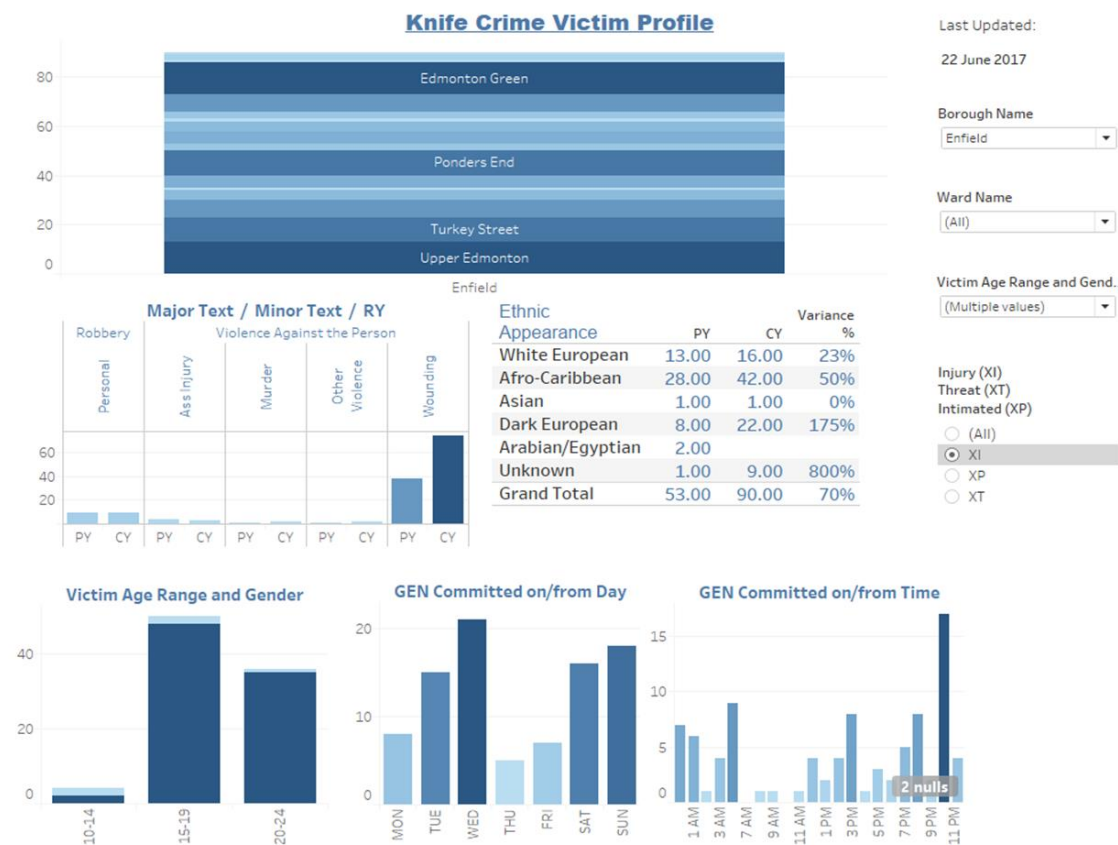 Knife Crime Victim Profile
Last Updated:
22 June 2017
Borough Name
Enfield
Ward Name
(All)
Victim Age Range and Gend.
(Multiple values)
Injury (XI)
Threat (XT)
Intimated (XP)
(All)
XI
XP
XT
80
60
40
20
0
Edmonton Green
Ponders End
Turkey Street
Upper Edmonton
Enfield
Major Text / Minor Text / RY
Robbery Violence Against the Person
Personal
Ass Injury
Murder
Other
Violence
Wounding
60
40
20
PY CY PY CY PY CY PY CY PY CY
Ethnic Variance
Appearance PY CY %
White European 13.00 16.00 23%
Afro-Caribbean 28.00 42.00 50%
Asian 1.00 1.00 0%
Dark European 8.00 22.00 175%
Arabian/Egyptian 2.00
Unknown 1.00 9.00 800%
Grand Total 53.00 90.00 70%
Victim Age Range and Gender
40
20
0
10-14
15-19
20-24
GEN Committed on/from Day
20
10
0
MON
TUE
WED
THU
FRI
SAT
SUN
GEN Committed on/from Time
15
10
5
0
2 nulls
1 AM
3 AM
7 AM
9 AM
11 AM
1 PM
3 PM
5 PM
7 PM
9 PM
11 PM